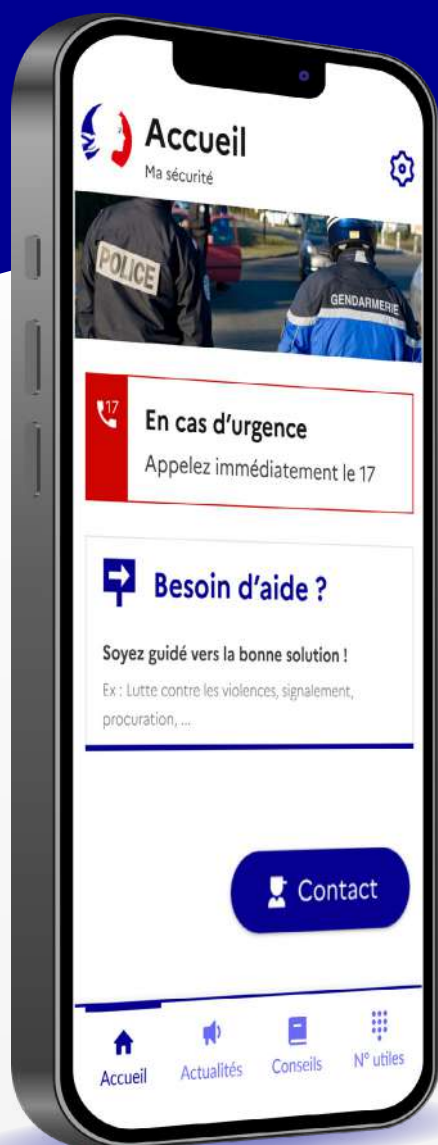 Accueil
Ma sécurité
POLICE
GENDARMERIE
17
En cas d'urgence
Appelez immédiatement le 17
Besoin d'aide ?
Soyez guidé vers la bonne solution !
Ex : Lutte contre les violences, signalement,
procuration, ...
Contact
Accueil
Actualités
Conseils
N° utiles